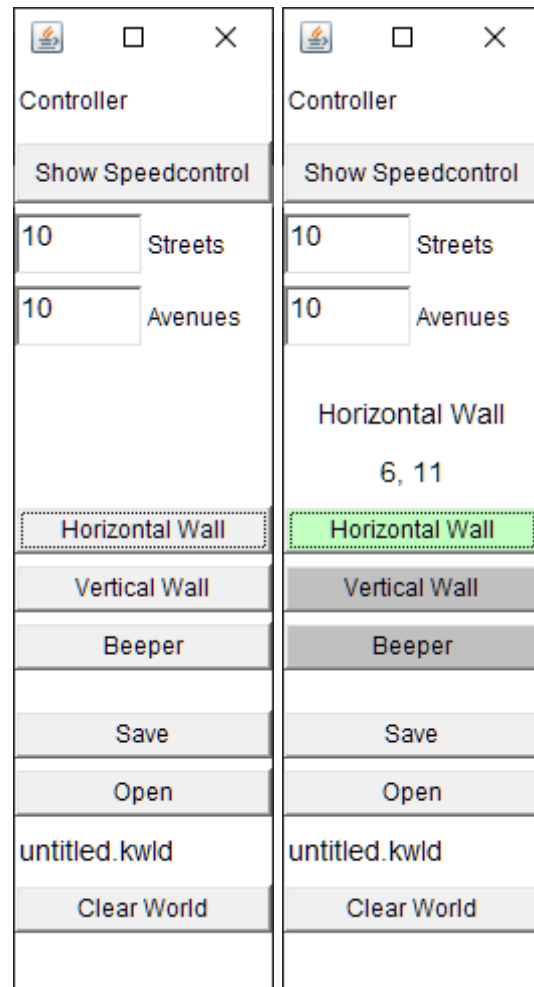 Controller
Show Speedcontrol
10 Streets
10 Avenues
Horizontal Wall
Vertical Wall
Beeper
Save
Open
untitled.kwld
Clear World
Controller
Show Speedcontrol
10 Streets
10 Avenues
Horizontal Wall
6, 11
Horizontal Wall
Vertical Wall
Beeper
Save
Open
untitled.kwld
Clear World